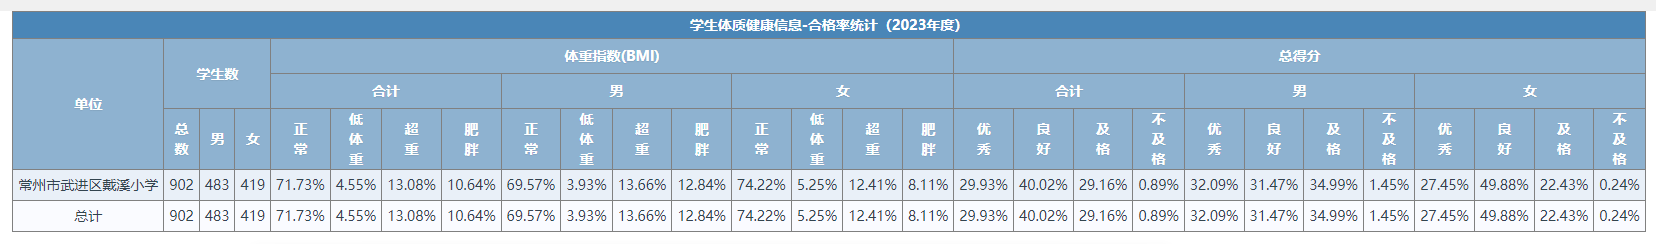 学生体质健康信息-合格率统计（2023年度）
单位 学生数 体重指数(BMI) 总得分
合计 男 女 合计 男 女
总数 男 女 正常 低体重 超重 肥胖 正常 低体重 超重 肥胖 正常 低体重 超重 肥胖 优秀 良好 及格 不及格 优秀 良好 及格 不及格 优秀 良好 及格 不及格
常州市武进区戴溪小学 902 483 419 71.73% 4.55% 13.08% 10.64% 69.57% 3.93% 13.66% 12.84% 74.22% 5.25% 12.41% 8.11% 29.93% 40.02% 29.16% 0.89% 32.09% 31.47% 34.99% 1.45% 27.45% 49.88% 22.43% 0.24%
总计 902 483 419 71.73% 4.55% 13.08% 10.64% 69.57% 3.93% 13.66% 12.84% 74.22% 5.25% 12.41% 8.11% 29.93% 40.02% 29.16% 0.89% 32.09% 31.47% 34.99% 1.45% 27.45% 49.88% 22.43% 0.24%